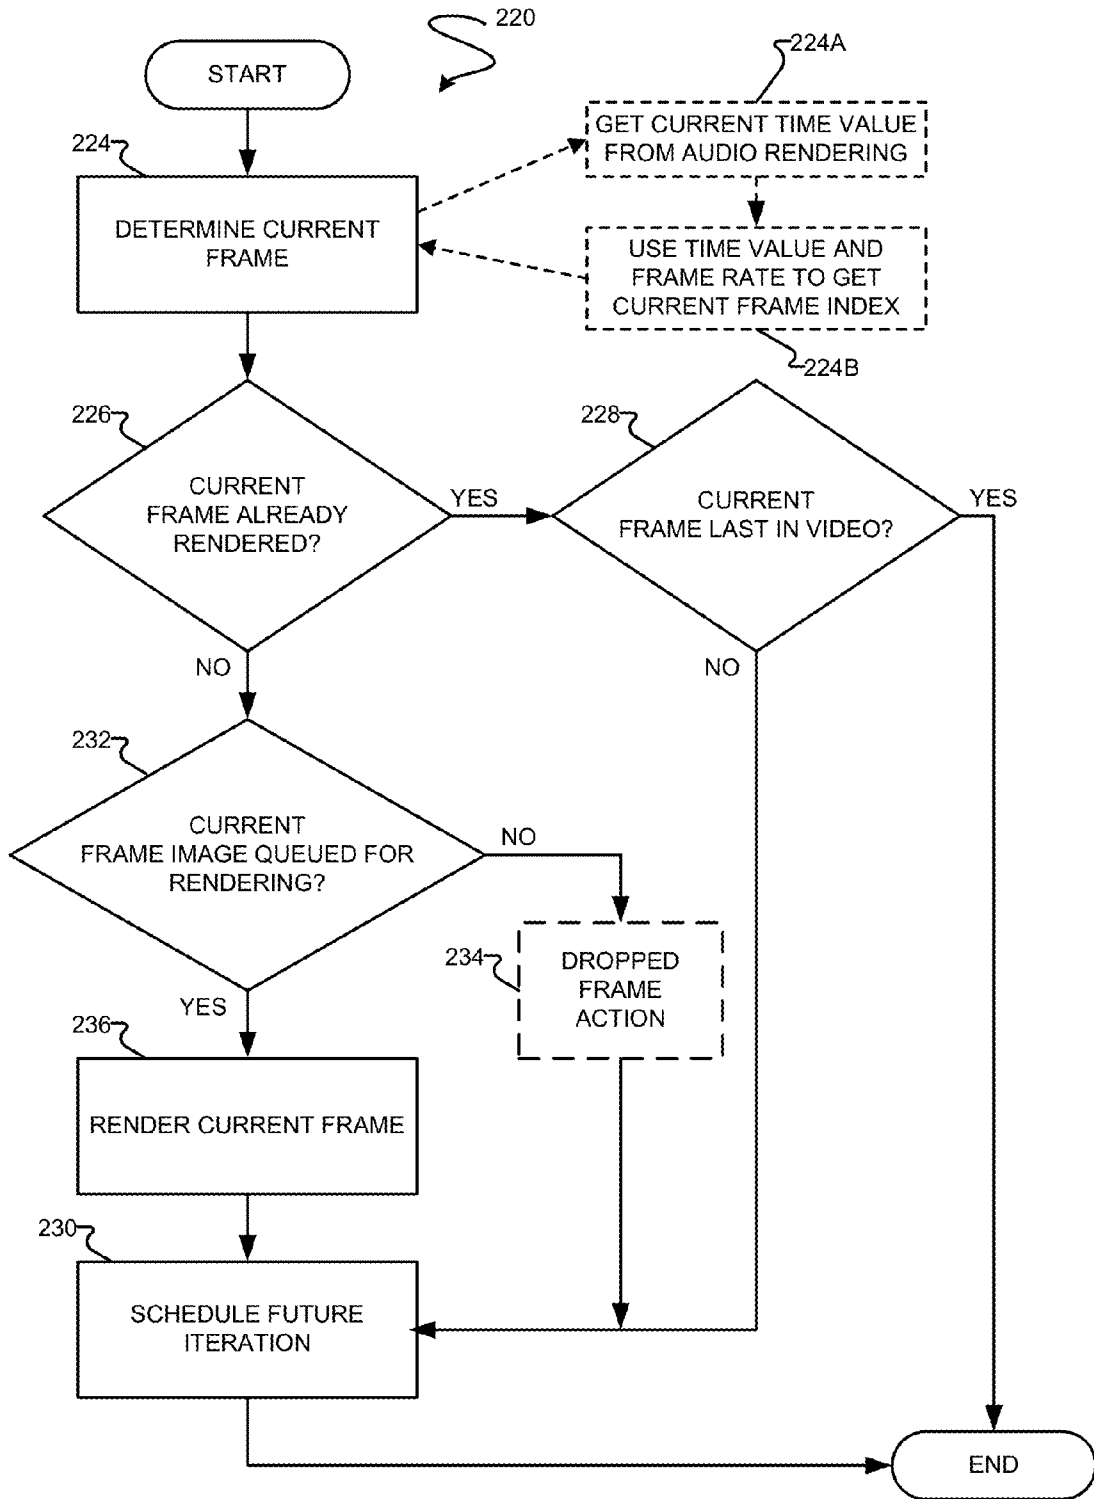 220
START
224A
GET CURRENT TIME VALUE
FROM AUDIO RENDERING
224
DETERMINE CURRENT
FRAME
USE TIME VALUE AND
FRAME RATE TO GET
CURRENT FRAME INDEX
224B
226
CURRENT
FRAME ALREADY
RENDERED?
YES
228
CURRENT
FRAME LAST IN VIDEO?
YES
NO
NO
232
CURRENT
FRAME IMAGE QUEUED FOR
RENDERING?
NO
234
DROPPED
FRAME
ACTION
YES
236
RENDER CURRENT FRAME
230
SCHEDULE FUTURE
ITERATION
END